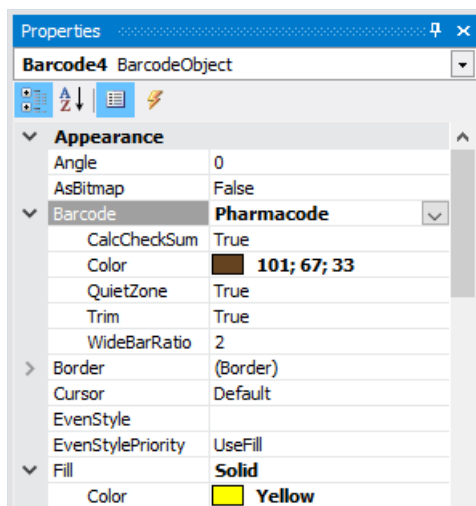 Properties
Barcode4 BarcodeObject
A
Z
Appearance
Angle 0
AsBitmap False
Barcode Pharmacode
CalcCheckSum True
Color 101; 67; 33
QuietZone True
Trim True
WideBarRatio 2
Border (Border)
Cursor Default
EvenStyle
EvenStylePriority UseFill
Fill Solid
Color Yellow